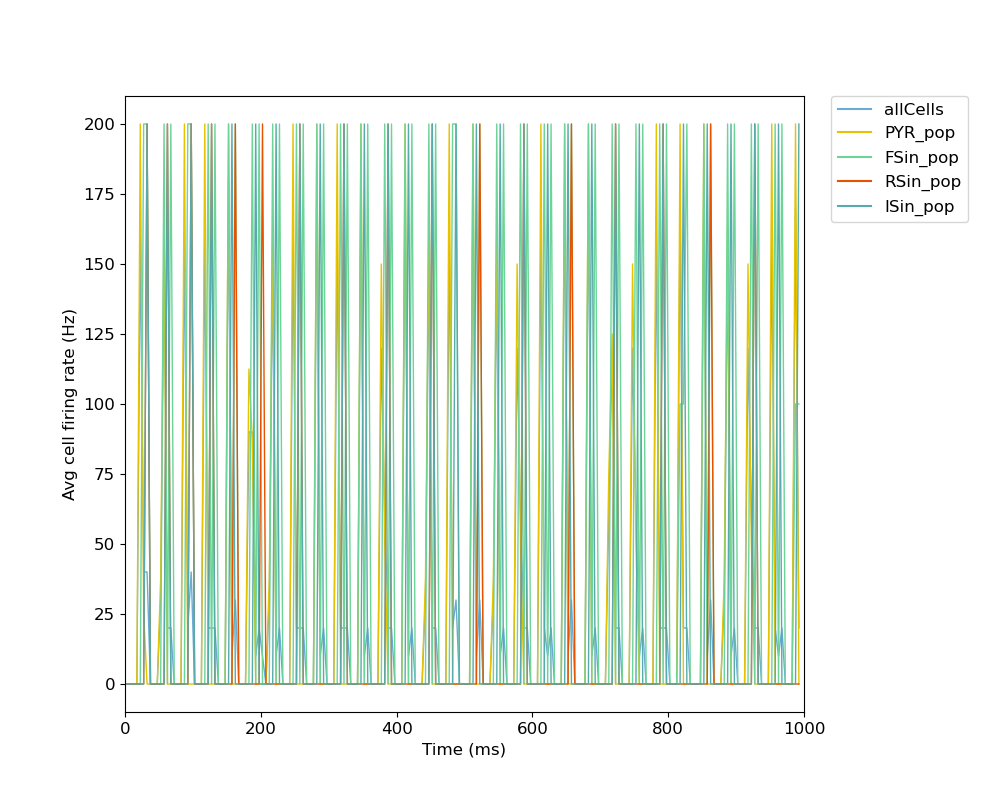 200
175
150
125
100
75
50
25
0
Avg cell firing rate (Hz)
0 200 400 600 800 1000
Time (ms)
allCells
PYR_pop
FSin_pop
RSin_pop
ISin_pop